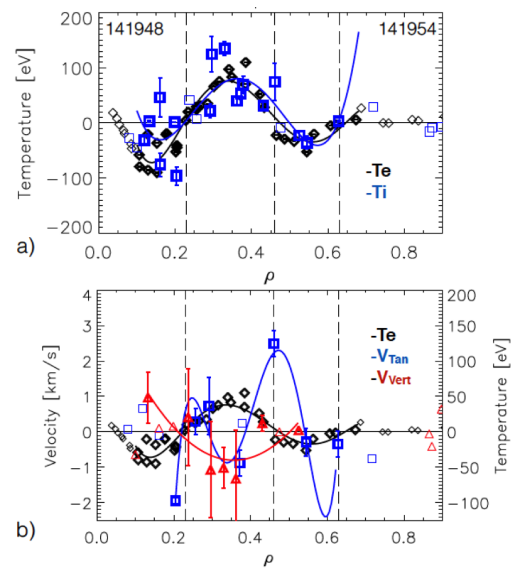 141948
141954
Temperature [eV]
200
100
0
-100
-200
-Te
-Ti
a)
0.0
0.2
0.4
0.6
0.8
ρ
Velocity [km/s]
4
3
2
1
0
-1
-2
-Te
-VTan
-VVert
200
150
100
50
0
-50
-100
Temperature [eV]
b)
0.0
0.2
0.4
0.6
0.8
ρ